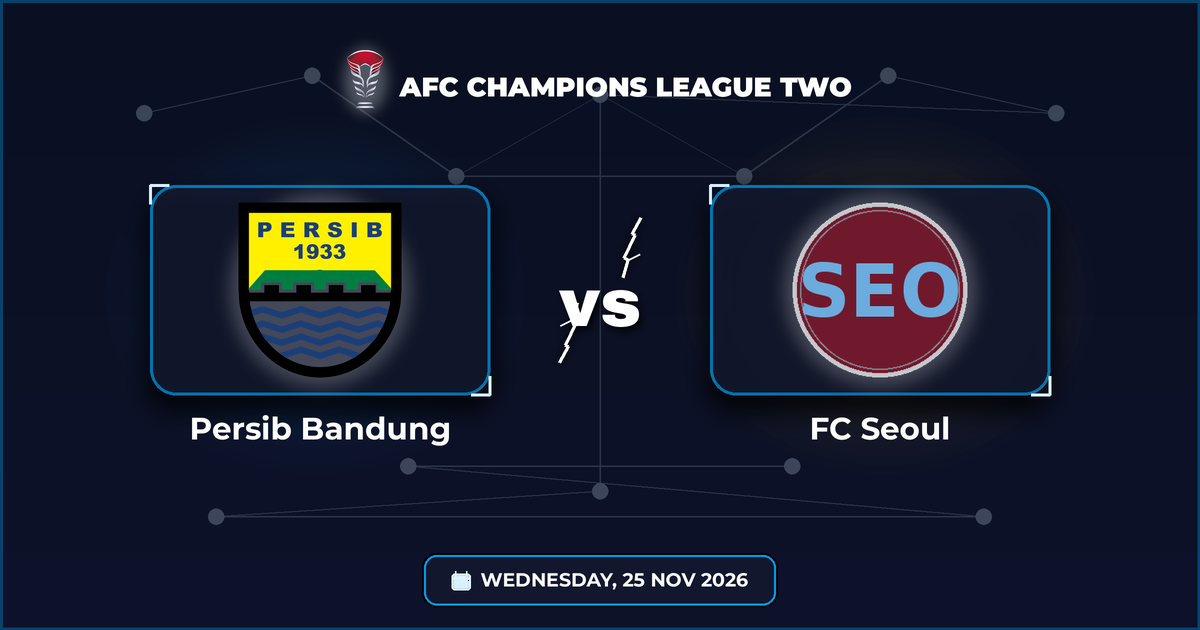 AFC CHAMPIONS LEAGUE TWO
PERSIB
1933
VS
SEO
Persib Bandung
FC Seoul
WEDNESDAY, 25 NOV 2026